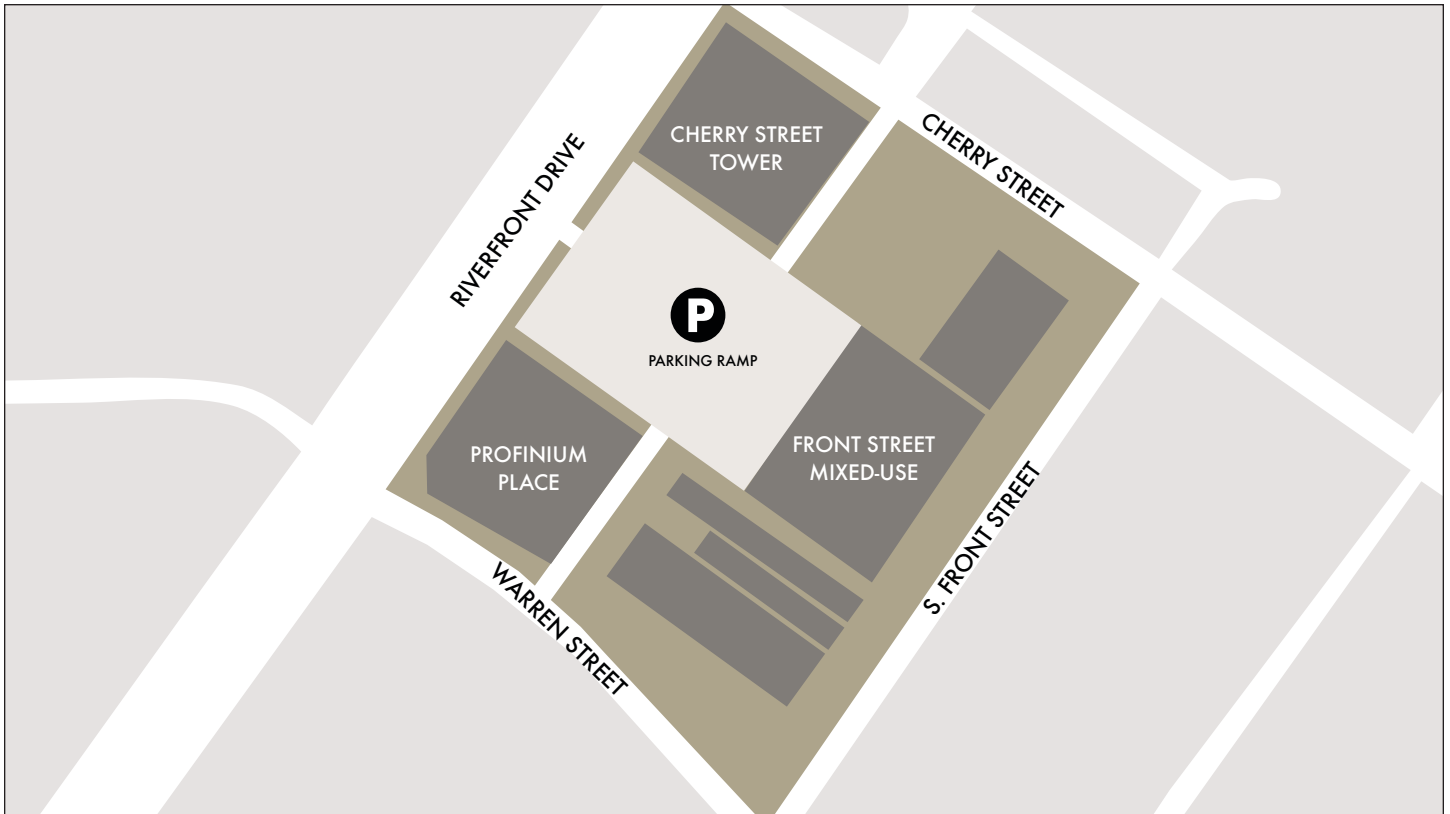 CHERRY STREET
TOWER
CHERRY STREET
RIVERFRONT DRIVE
P
PARKING RAMP
PROFINIUM
PLACE
FRONT STREET
MIXED-USE
S. FRONT STREET
WARREN STREET